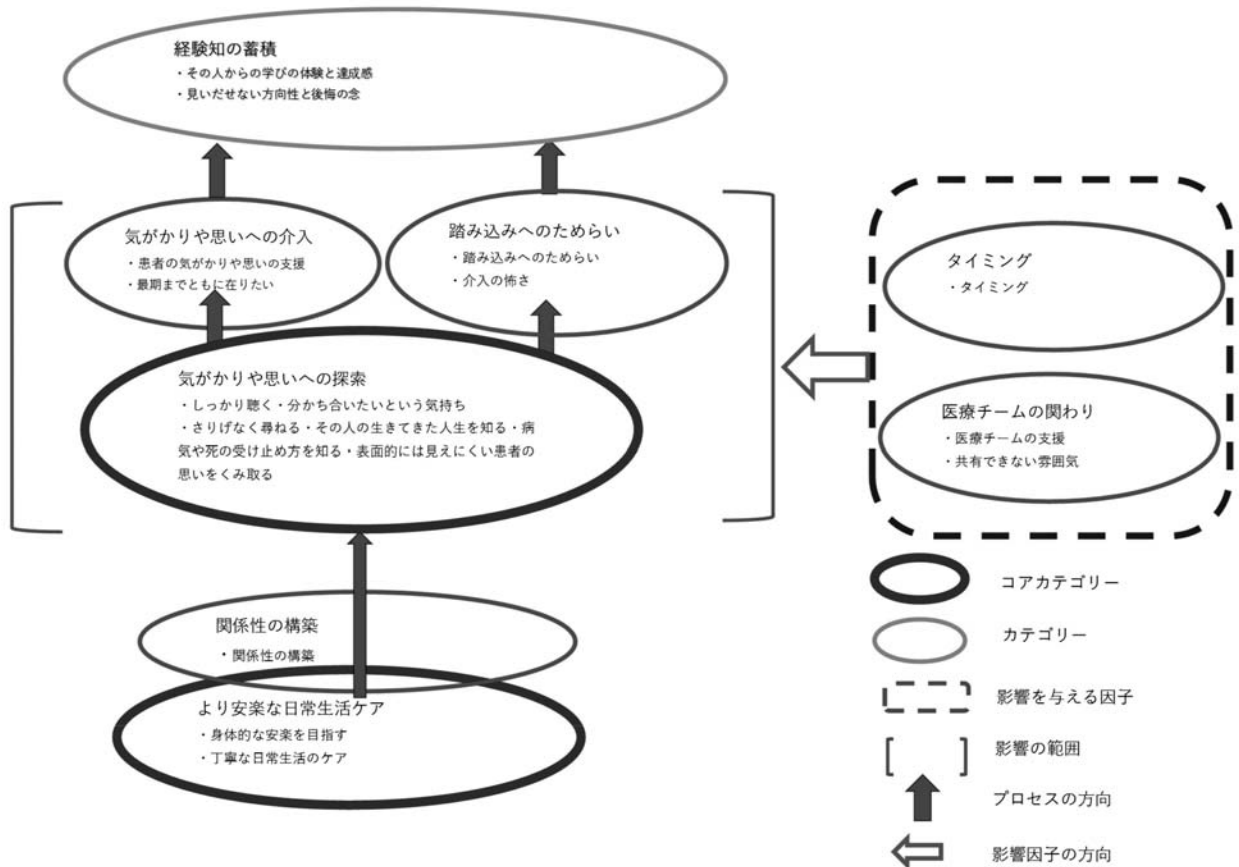 経験知の蓄積
・その人からの学びの体験と達成感
・見いだせない方向性と後悔の念
気がかりや思いへの介入
・患者の気がかりや思いの支援
・最期までともに在りたい
踏み込みへのためらい
・踏み込みへのためらい
・介入の怖さ
気がかりや思いへの探索
・しっかり聴く・分かち合いたいという気持ち
・さりげなく尋ねる・その人の生きてきた人生を知る・病
気や死の受け止め方を知る・表面的には見えにくい患者の
思いをくみ取る
関係性の構築
・関係性の構築
より安楽な日常生活ケア
・身体的な安楽を目指す
・丁寧な日常生活のケア
タイミング
・タイミング
医療チームの関わり
・医療チームの支援
・共有できない雰囲気
コアカテゴリー
カテゴリー
影響を与える因子
影響の範囲
プロセスの方向
影響因子の方向